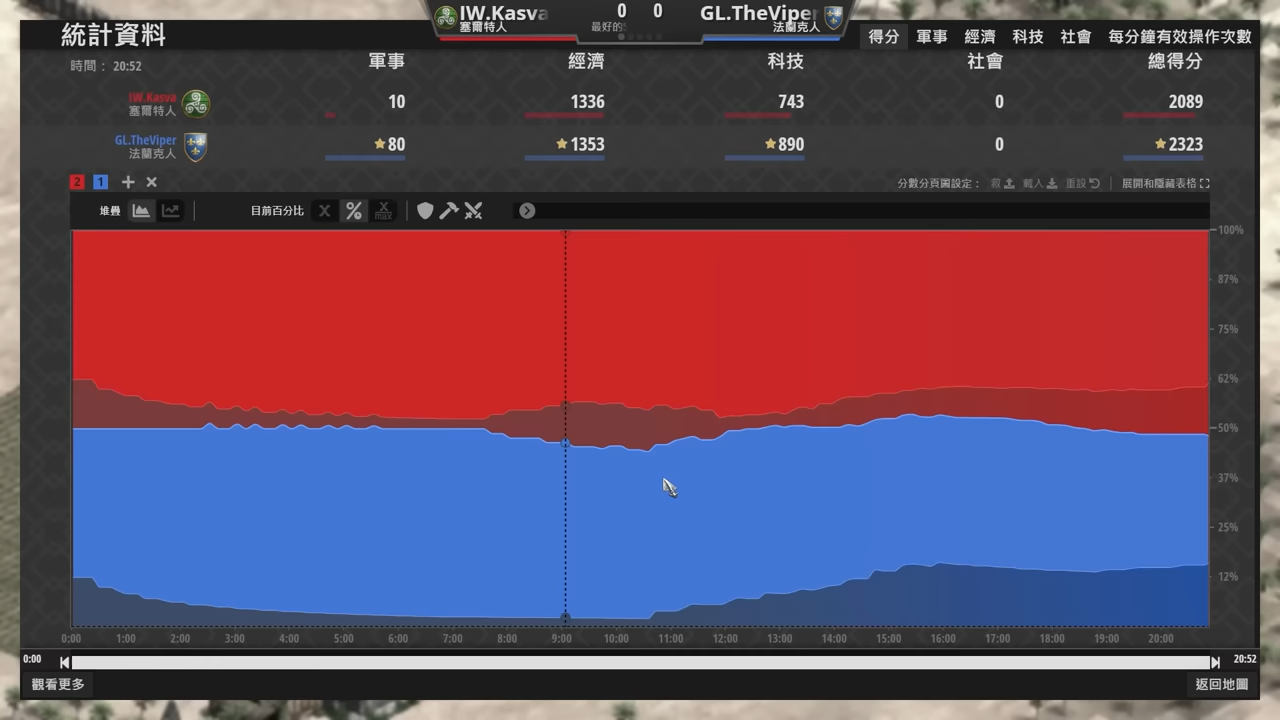 IW.Kasva 0 0 GL.TheViper
塞爾特人 最好的 法蘭克人
統計資料
得分 軍事 經濟 科技 社會 每分鐘有效操作次數
時間： 20:52 軍事 經濟 科技 社會 總得分
IW.Kasva
塞爾特人
10 1336 743 0 2089
GL.TheViper
法蘭克人
80 1353 890 0 2323
2 1 分數分頁圖設定： 救 載入 重設 展開和隱藏表格
堆疊 目前百分比 X % X max
100%
87%
75%
62%
50%
37%
25%
12%
0:00 1:00 2:00 3:00 4:00 5:00 6:00 7:00 8:00 9:00 10:00 11:00 12:00 13:00 14:00 15:00 16:00 17:00 18:00 19:00 20:00
0:00 20:52
觀看更多 返回地圖